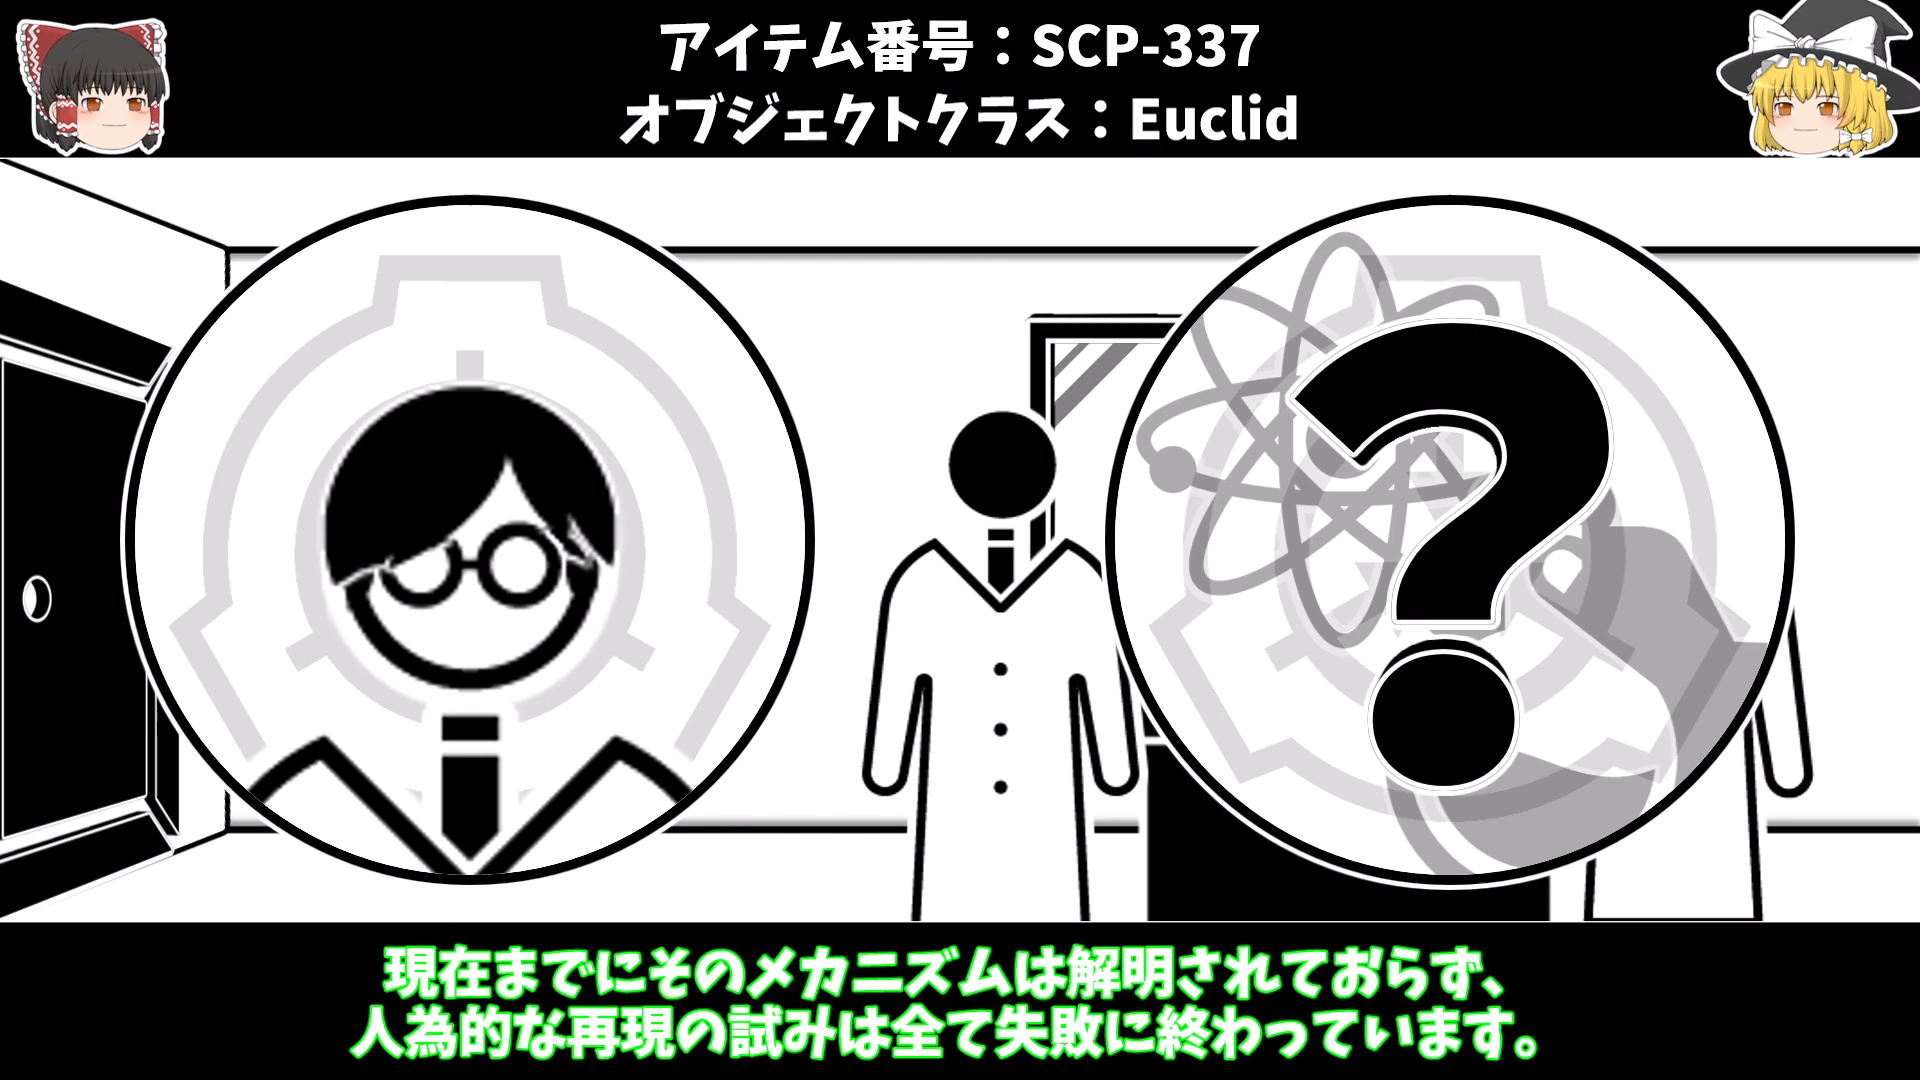 アイテム番号：SCP-337
オブジェクトクラス：Euclid
?
現在までにそのメカニズムは解明されておらず、
人為的な再現の試みは全て失敗に終わっています。